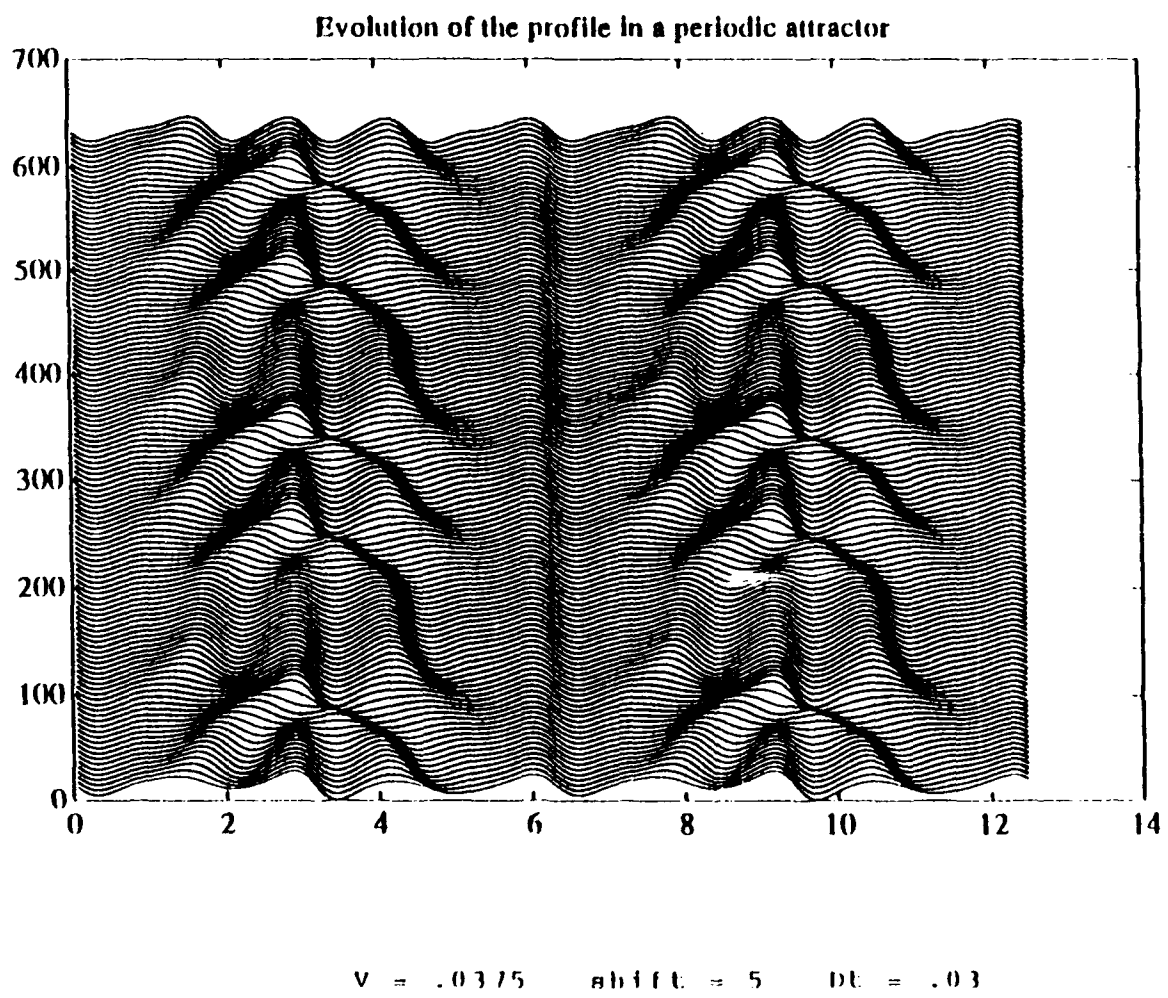 Evolution of the profile in a periodic attractor
700
600
500
400
300
200
100
0
0 2 4 6 8 10 12 14
V = .0375 shift = 5 Dt = .03